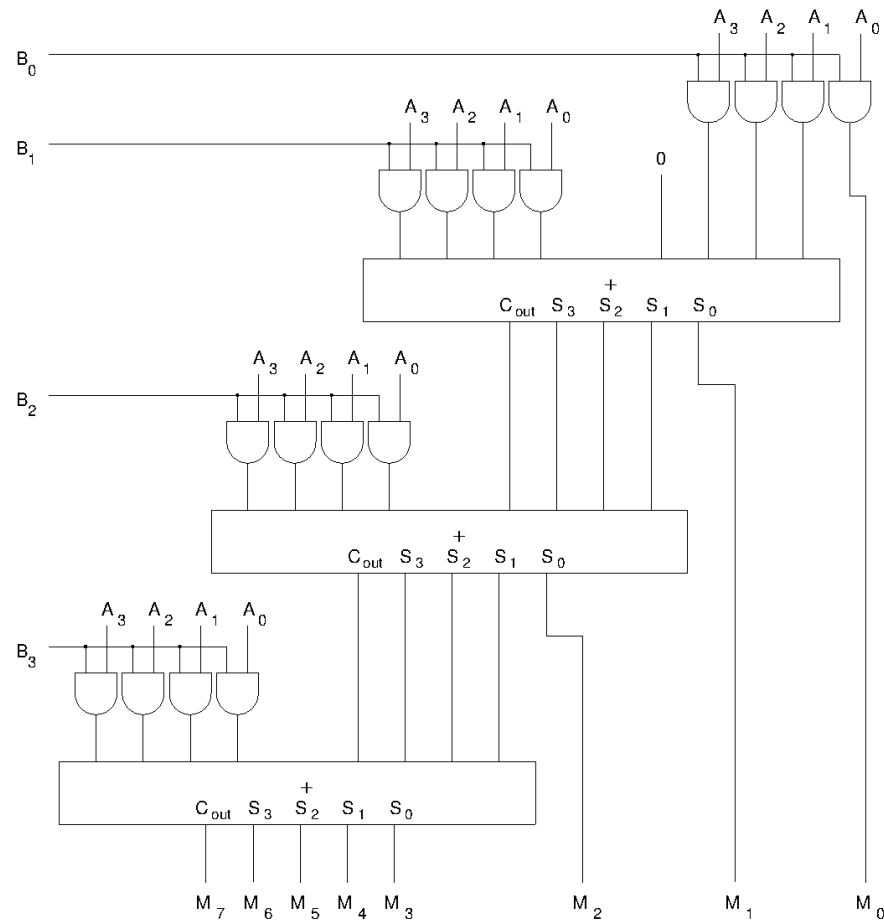 A3 A2 A1 A0
B0
A3 A2 A1 A0
B1
0
+
Cout S3 S2 S1 S0
A3 A2 A1 A0
B2
+
Cout S3 S2 S1 S0
A3 A2 A1 A0
B3
+
Cout S3 S2 S1 S0
M7 M6 M5 M4 M3 M2 M1 M0